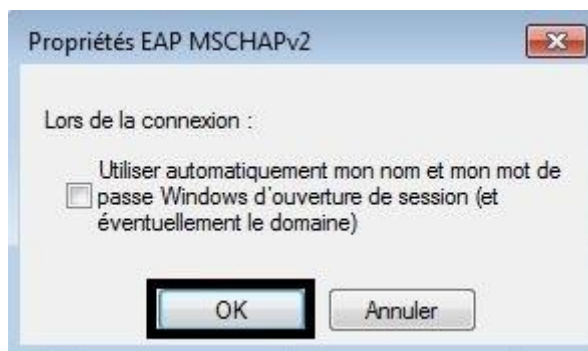 Propriétés EAP MSCHAPv2
Lors de la connexion :
Utiliser automatiquement mon nom et mon mot de
passe Windows d'ouverture de session (et
éventuellement le domaine)
OK
Annuler